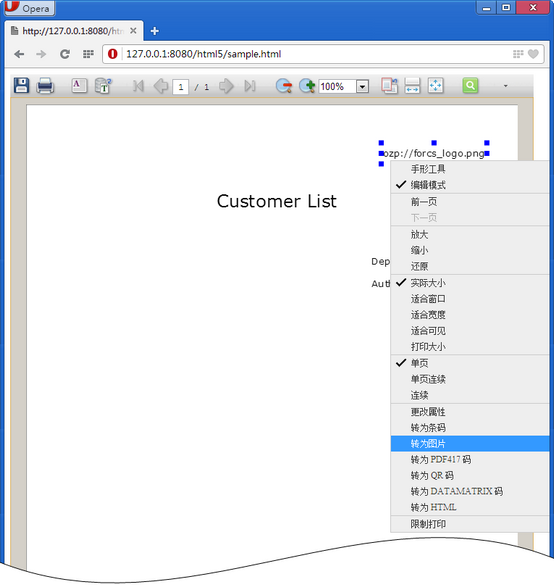 Opera
http://127.0.0.1:8080/htm
127.0.0.1:8080/html5/sample.html
1 / 1
100%
ozp://forcs_logo.png
Customer List
Dep
Auth
手形工具
编辑模式
前一页
下一页
放大
缩小
还原
实际大小
适合窗口
适合宽度
适合可见
打印大小
单页
单页连续
连续
更改属性
转为条码
转为图片
转为 PDF417 码
转为 QR 码
转为 DATAMATRIX 码
转为 HTML
限制打印